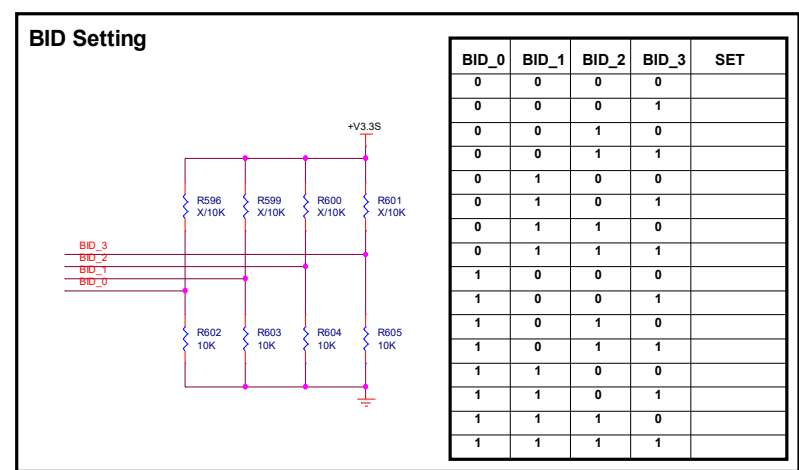 BID Setting
BID_0 BID_1 BID_2 BID_3 SET
0 0 0 0
0 0 0 1
0 0 1 0
0 0 1 1
0 1 0 0
0 1 0 1
0 1 1 0
0 1 1 1
1 0 0 0
1 0 0 1
1 0 1 0
1 0 1 1
1 1 0 0
1 1 0 1
1 1 1 0
1 1 1 1
+V3.3S
R596 R599 R600 R601
X/10K X/10K X/10K X/10K
BID_3
BID_2
BID_1
BID_0
R602 R603 R604 R605
10K 10K 10K 10K